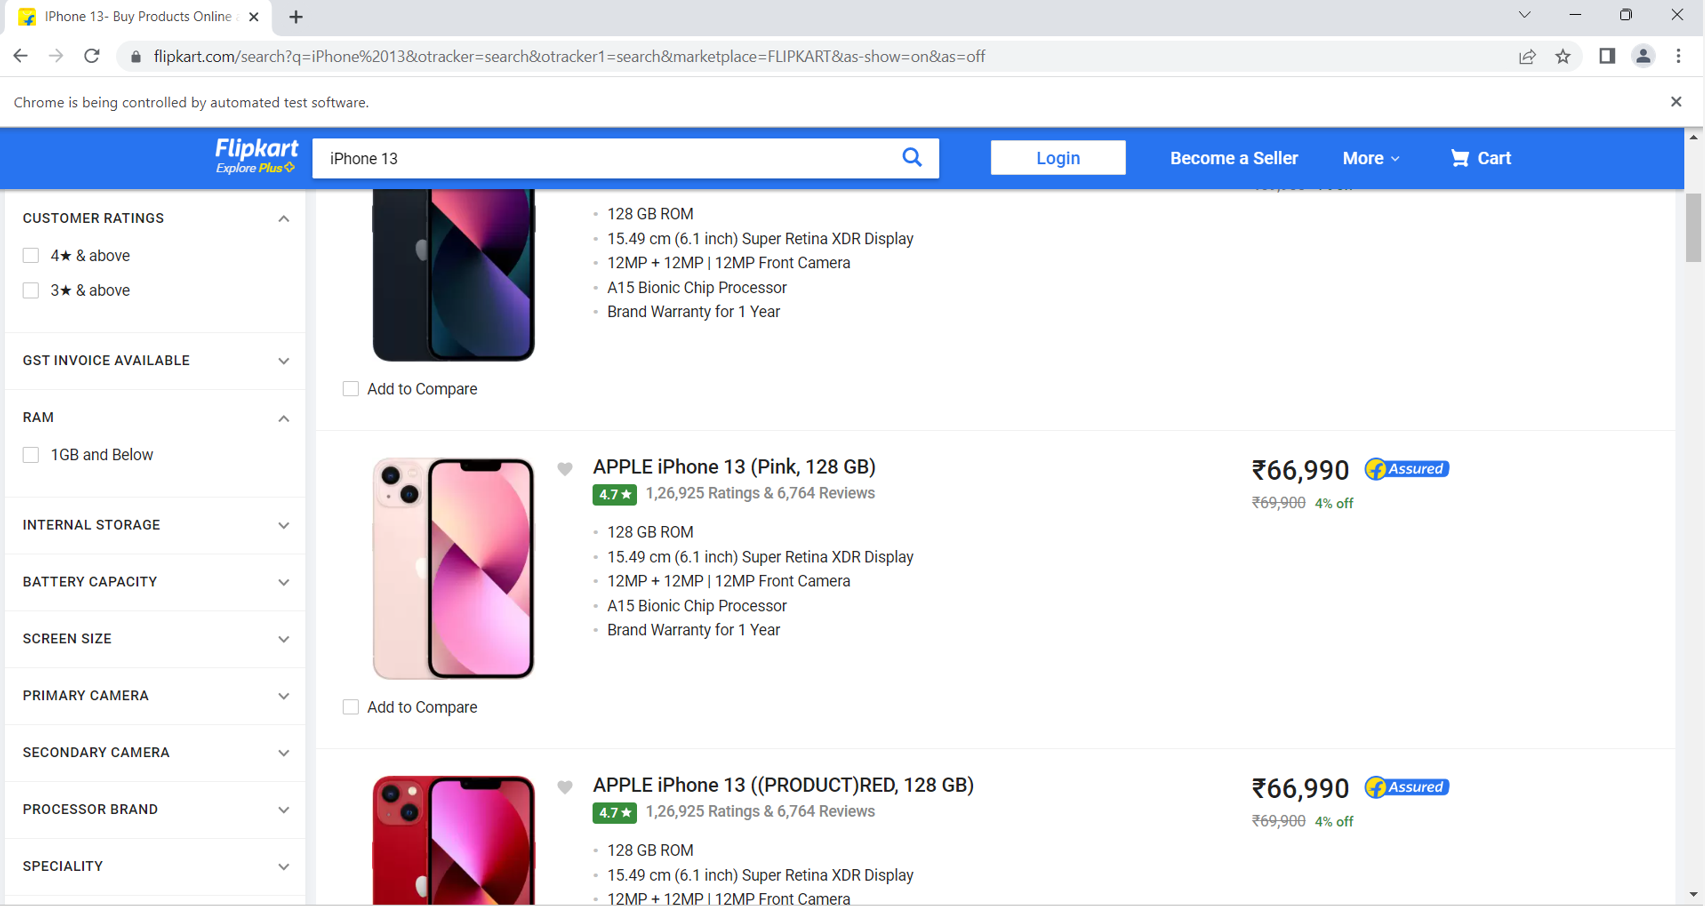 IPhone 13- Buy Products Online
flipkart.com/search?q=iPhone%2013&otracker=search&otracker1=search&marketplace=FLIPKART&as-show=on&as=off
Chrome is being controlled by automated test software.
Flipkart
Explore Plus
iPhone 13
Login
Become a Seller
More
Cart
CUSTOMER RATINGS
4★ & above
3★ & above
GST INVOICE AVAILABLE
RAM
1GB and Below
INTERNAL STORAGE
BATTERY CAPACITY
SCREEN SIZE
PRIMARY CAMERA
SECONDARY CAMERA
PROCESSOR BRAND
SPECIALITY
128 GB ROM
15.49 cm (6.1 inch) Super Retina XDR Display
12MP + 12MP | 12MP Front Camera
A15 Bionic Chip Processor
Brand Warranty for 1 Year
Add to Compare
APPLE iPhone 13 (Pink, 128 GB)
4.7★ 1,26,925 Ratings & 6,764 Reviews
128 GB ROM
15.49 cm (6.1 inch) Super Retina XDR Display
12MP + 12MP | 12MP Front Camera
A15 Bionic Chip Processor
Brand Warranty for 1 Year
₹66,990 Assured
₹69,900 4% off
Add to Compare
APPLE iPhone 13 ((PRODUCT)RED, 128 GB)
4.7★ 1,26,925 Ratings & 6,764 Reviews
128 GB ROM
15.49 cm (6.1 inch) Super Retina XDR Display
12MP + 12MP | 12MP Front Camera
₹66,990 Assured
₹69,900 4% off